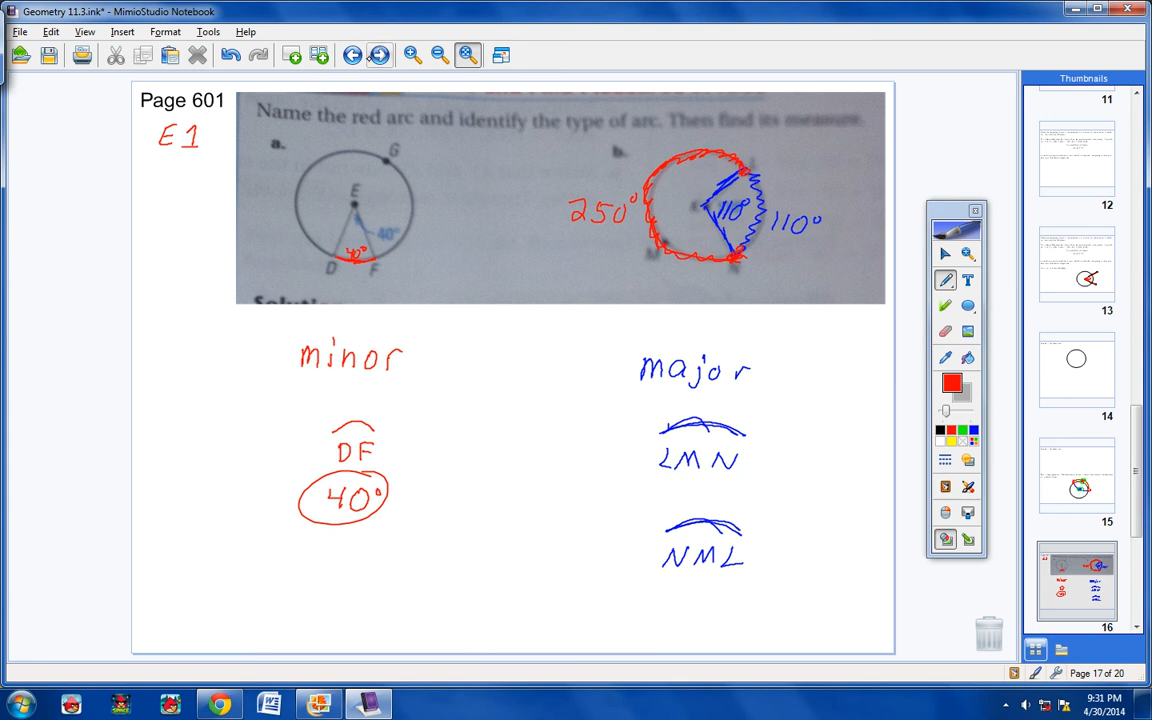 Geometry 11.3.ink* - MimioStudio Notebook
File Edit View Insert Format Tools Help
Page 601
E1
Name the red arc and identify the type of arc. Then find its measure.
a.
G
E
40°
40°
D F
b.
L
110°
110°
250°
M
N
minor
DF
40°
major
LMN
NML
Thumbnails
11
12
13
14
15
16
T
Page 17 of 20
9:31 PM
4/30/2014